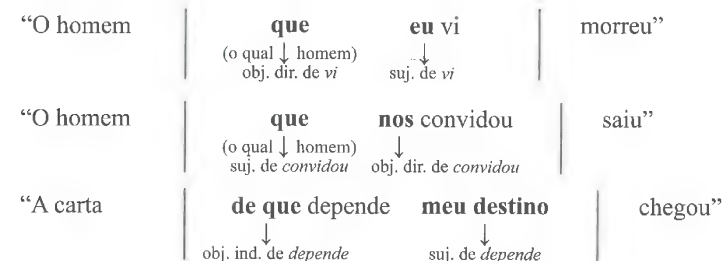 “O homem que eu vi morreu”
(o qual ↓ homem) ↓
obj. dir. de vi suj. de vi
“O homem que nos convidou saiu”
(o qual ↓ homem) ↓
suj. de convidou obj. dir. de convidou
“A carta de que depende meu destino chegou”
↓ ↓
obj. ind. de depende suj. de depende